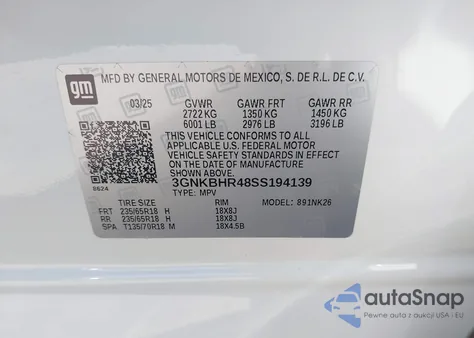 gm
MFD BY GENERAL MOTORS DE MEXICO, S. DE R.L. DE C.V.
03/25 GVWR GAWR FRT GAWR RR
2722 KG 1350 KG 1450 KG
6001 LB 2976 LB 3196 LB
THIS VEHICLE CONFORMS TO ALL APPLICABLE U.S. FEDERAL MOTOR VEHICLE SAFETY STANDARDS IN EFFECT ON THE DATE OF MANUFACTURE SHOWN ABOVE.
8624
3GNKBHR48SS194139
TYPE: MPV
TIRE SIZE RIM 891NK26
FRT 235/65R18 H 18X8J
RR 235/65R18 H 18X8J
SPA T135/70R18 M 18X4.5B
autoSnap
Pewne auta z aukcji USA i EU